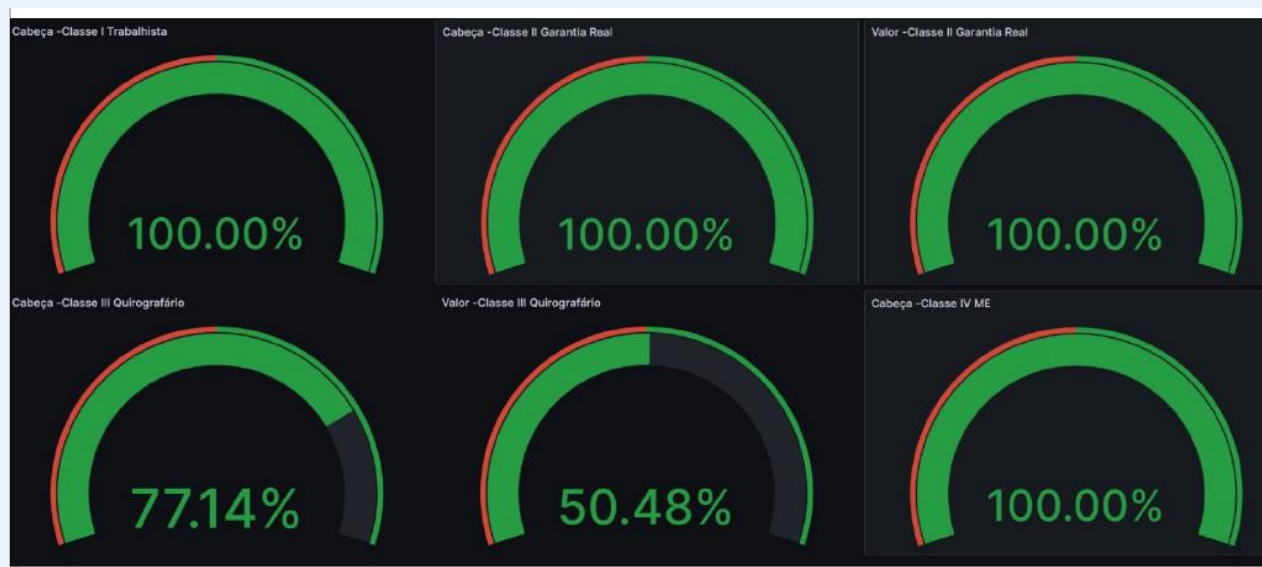 Cabeça -Classe I Trabalhista
100.00%
Cabeça -Classe II Garantia Real
100.00%
Valor -Classe II Garantia Real
100.00%
Cabeça -Classe III Quirografário
77.14%
Valor -Classe III Quirografário
50.48%
Cabeça -Classe IV ME
100.00%